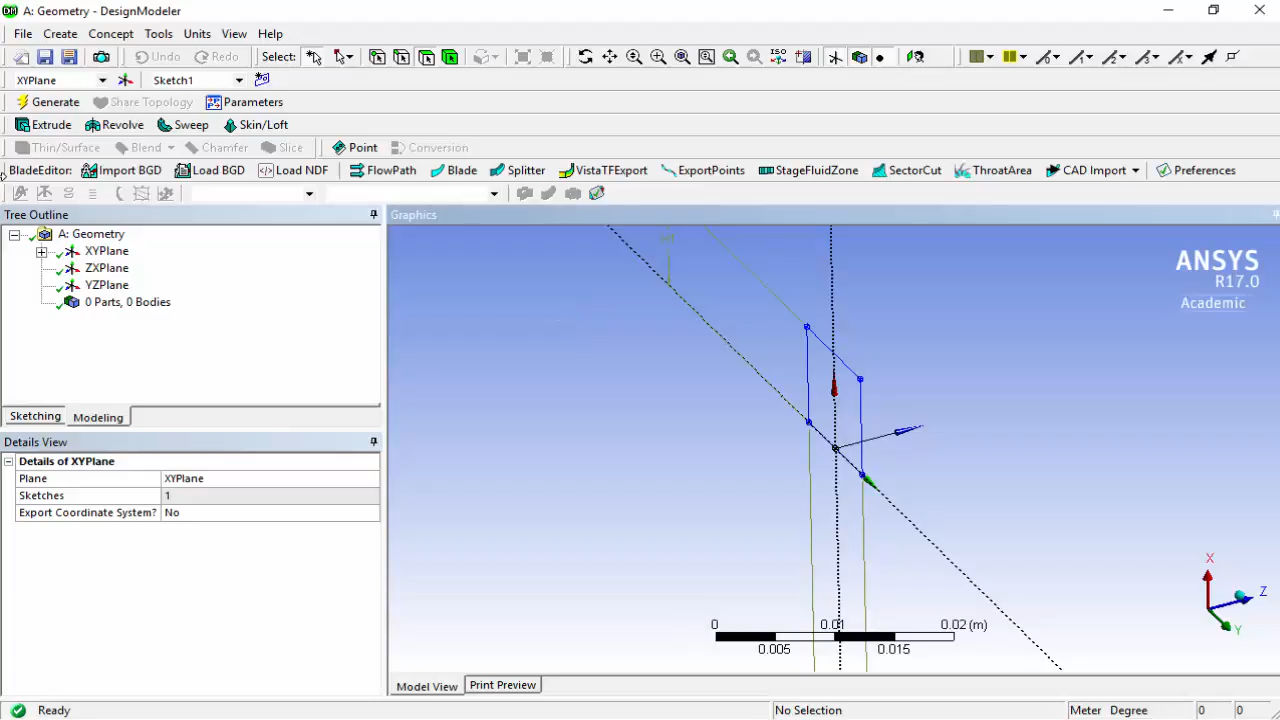 A: Geometry - DesignModeler
File Create Concept Tools Units View Help
Undo Redo Select:
XYPlane Sketch1
Generate Share Topology Parameters
Extrude Revolve Sweep Skin/Loft
Thin/Surface Blend Chamfer Slice Point Conversion
BladeEditor: Import BGD Load BGD Load NDF FlowPath Blade Splitter VistaTFExport ExportPoints StageFluidZone SectorCut ThroatArea CAD Import Preferences
Tree Outline
A: Geometry
XYPlane
ZXPlane
YZPlane
0 Parts, 0 Bodies
Sketching Modeling
Details View
Details of XYPlane
Plane XYPlane
Sketches 1
Export Coordinate System? No
Graphics
ANSYS
R17.0
Academic
X
Z
Y
0 0.01 0.02 (m)
0.005 0.015
Model View Print Preview
Ready No Selection Meter Degree 0 0